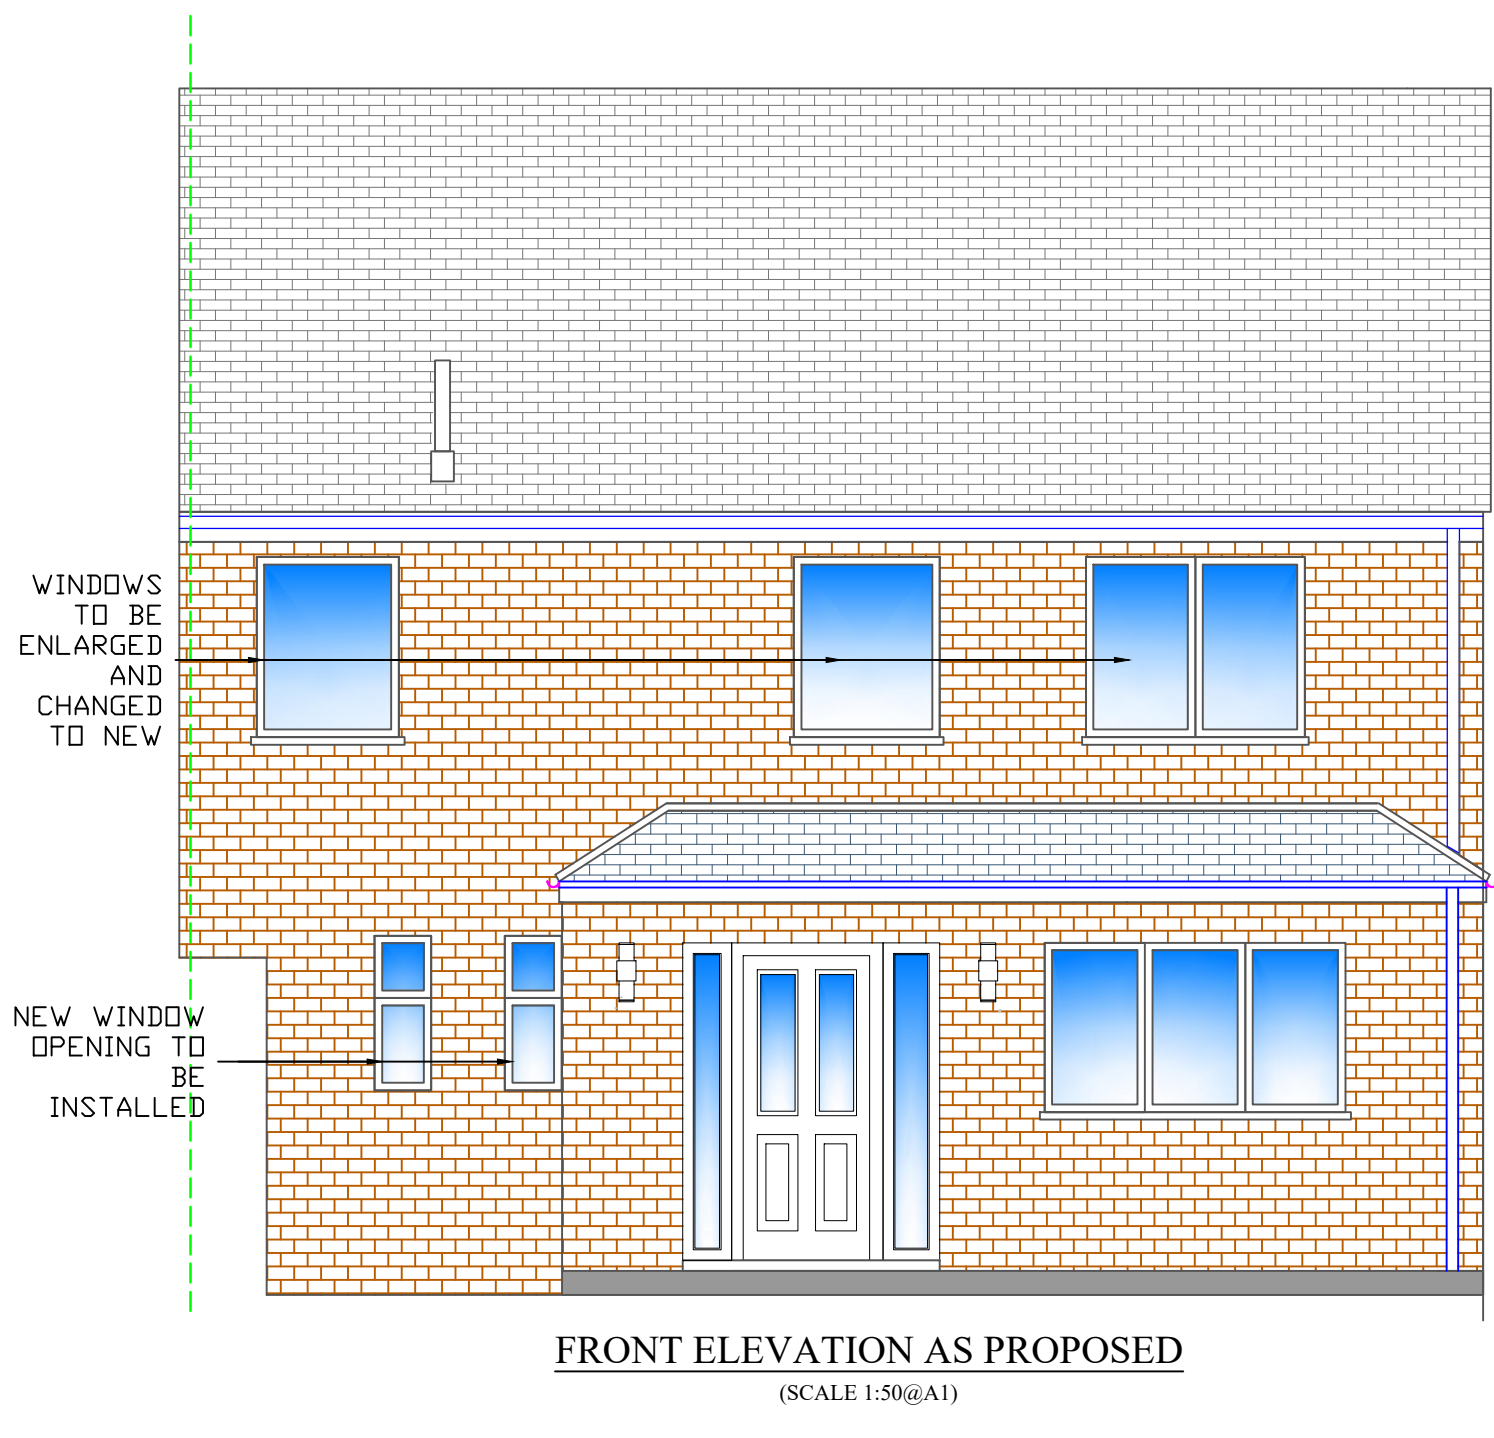 WINDOWS
TO BE
ENLARGED
AND
CHANGED
TO NEW
NEW WINDOW
OPENING TO
BE
INSTALLED
FRONT ELEVATION AS PROPOSED
(SCALE 1:50@A1)